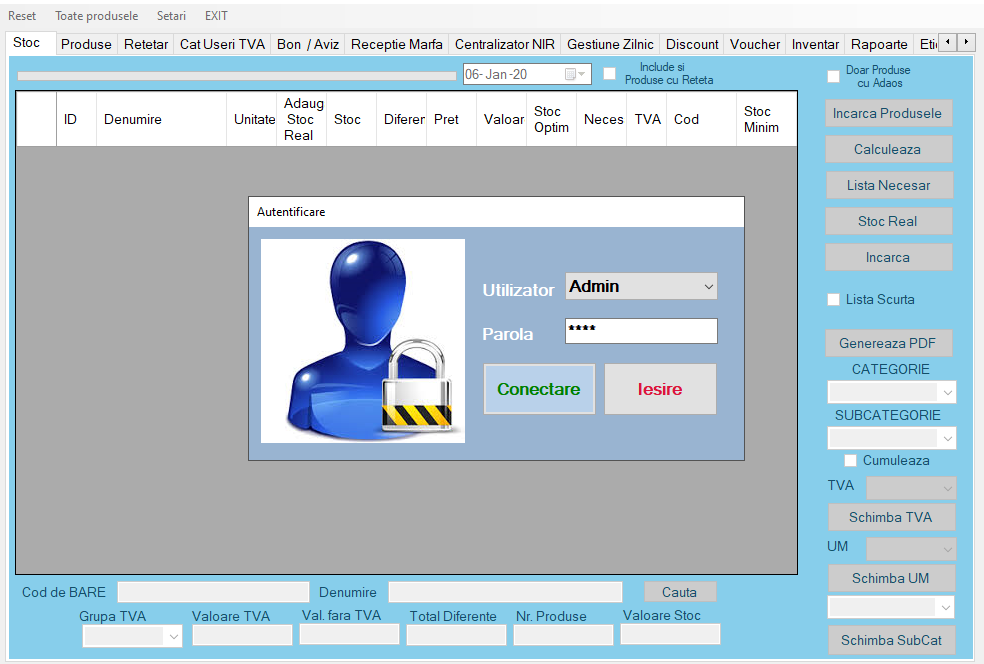 Reset Toate produsele Setari EXIT
Stoc Produse Retetar Cat Useri TVA Bon / Aviz Receptie Marfa Centralizator NIR Gestiune Zilnic Discount Voucher Inventar Rapoarte Eti
06- Jan -20
Include si
Produse cu Reteta
Doar Produse
cu Adaos
ID Denumire Unitate Adaug Stoc Real Stoc Diferer Pret Valoar Stoc Optim Neces TVA Cod Stoc Minim
Incarca Produsele
Calculeaza
Lista Necesar
Stoc Real
Incarca
Lista Scurta
Genereaza PDF
CATEGORIE
SUBCATEGORIE
Cumuleaza
TVA
Schimba TVA
UM
Schimba UM
Schimba SubCat
Autentificare
Utilizator Admin
Parola ****
Conectare Iesire
Cod de BARE Denumire Cauta
Grupa TVA Valoare TVA Val. fara TVA Total Diferente Nr. Produse Valoare Stoc